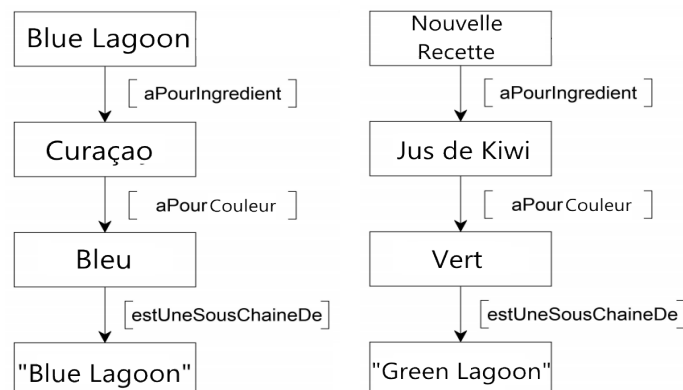 Blue Lagoon
aPourIngredient
Curaçao
aPourCouleur
Bleu
estUneSousChaineDe
"Blue Lagoon"
Nouvelle
Recette
aPourIngredient
Jus de Kiwi
aPourCouleur
Vert
estUneSousChaineDe
"Green Lagoon"